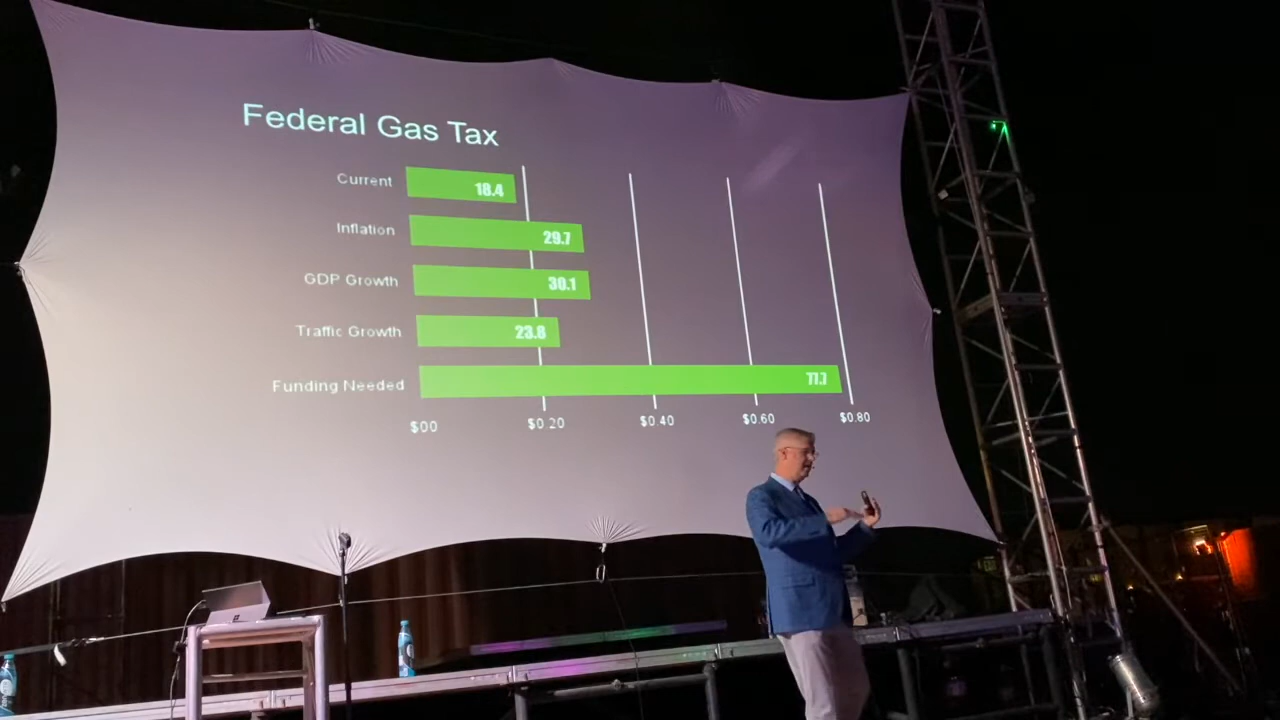 Federal Gas Tax
Current 18.4
Inflation 29.7
GDP Growth 30.1
Traffic Growth 23.8
Funding Needed 77.7
$00 $0.20 $0.40 $0.60 $0.80